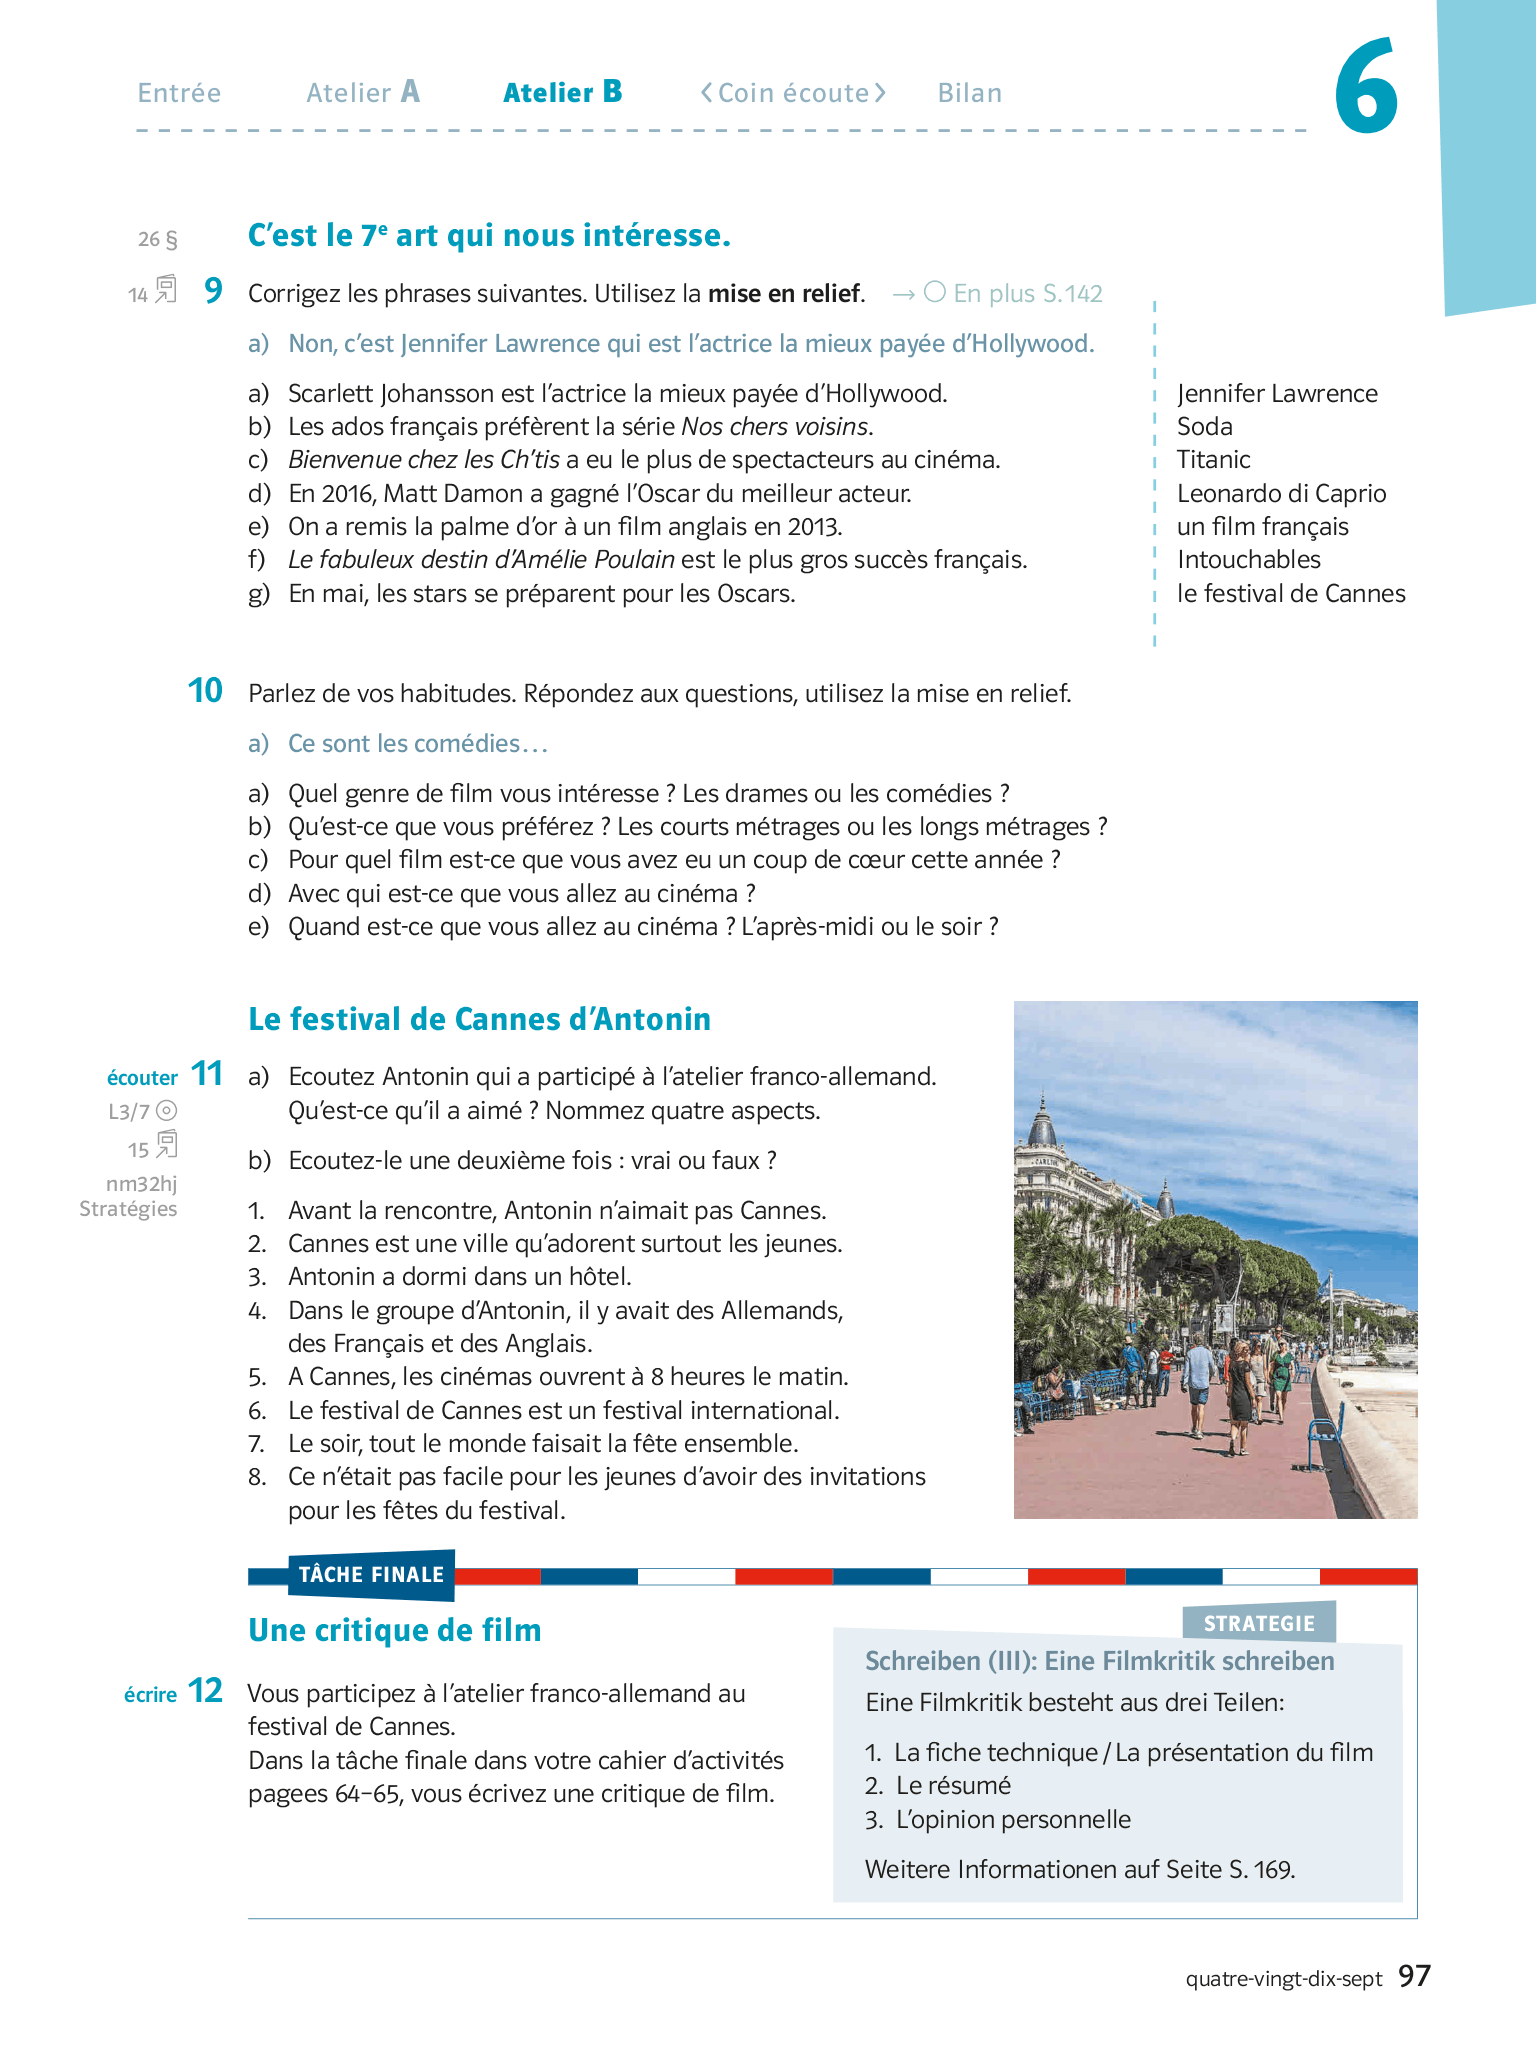 Entrée Atelier A Atelier B ‹Coin écoute› Bilan 6
26 § C’est le 7e art qui nous intéresse.
14 9 Corrigez les phrases suivantes. Utilisez la mise en relief. → ○ En plus S. 142
a) Non, c’est Jennifer Lawrence qui est l’actrice la mieux payée d’Hollywood.
a) Scarlett Johansson est l’actrice la mieux payée d’Hollywood. Jennifer Lawrence
b) Les ados français préfèrent la série Nos chers voisins. Soda
c) Bienvenue chez les Ch’tis a eu le plus de spectacteurs au cinéma. Titanic
d) En 2016, Matt Damon a gagné l’Oscar du meilleur acteur. Leonardo di Caprio
e) On a remis la palme d’or à un film anglais en 2013. un film français
f) Le fabuleux destin d’Amélie Poulain est le plus gros succès français. Intouchables
g) En mai, les stars se préparent pour les Oscars. le festival de Cannes
10 Parlez de vos habitudes. Répondez aux questions, utilisez la mise en relief.
a) Ce sont les comédies…
a) Quel genre de film vous intéresse ? Les drames ou les comédies ?
b) Qu’est-ce que vous préférez ? Les courts métrages ou les longs métrages ?
c) Pour quel film est-ce que vous avez eu un coup de cœur cette année ?
d) Avec qui est-ce que vous allez au cinéma ?
e) Quand est-ce que vous allez au cinéma ? L’après-midi ou le soir ?
Le festival de Cannes d’Antonin
écouter 11 a) Ecoutez Antonin qui a participé à l’atelier franco-allemand.
L3/7 Qu’est-ce qu’il a aimé ? Nommez quatre aspects.
15 b) Ecoutez-le une deuxième fois : vrai ou faux ?
nm32hj
Stratégies
1. Avant la rencontre, Antonin n’aimait pas Cannes.
2. Cannes est une ville qu’adorent surtout les jeunes.
3. Antonin a dormi dans un hôtel.
4. Dans le groupe d’Antonin, il y avait des Allemands,
des Français et des Anglais.
5. A Cannes, les cinémas ouvrent à 8 heures le matin.
6. Le festival de Cannes est un festival international.
7. Le soir, tout le monde faisait la fête ensemble.
8. Ce n’était pas facile pour les jeunes d’avoir des invitations
pour les fêtes du festival.
CARLTON
TÂCHE FINALE
Une critique de film
écrire 12 Vous participez à l’atelier franco-allemand au
festival de Cannes.
Dans la tâche finale dans votre cahier d’activités
pagees 64–65, vous écrivez une critique de film.
STRATEGIE
Schreiben (III): Eine Filmkritik schreiben
Eine Filmkritik besteht aus drei Teilen:
1. La fiche technique / La présentation du film
2. Le résumé
3. L’opinion personnelle
Weitere Informationen auf Seite S. 169.
quatre-vingt-dix-sept 97